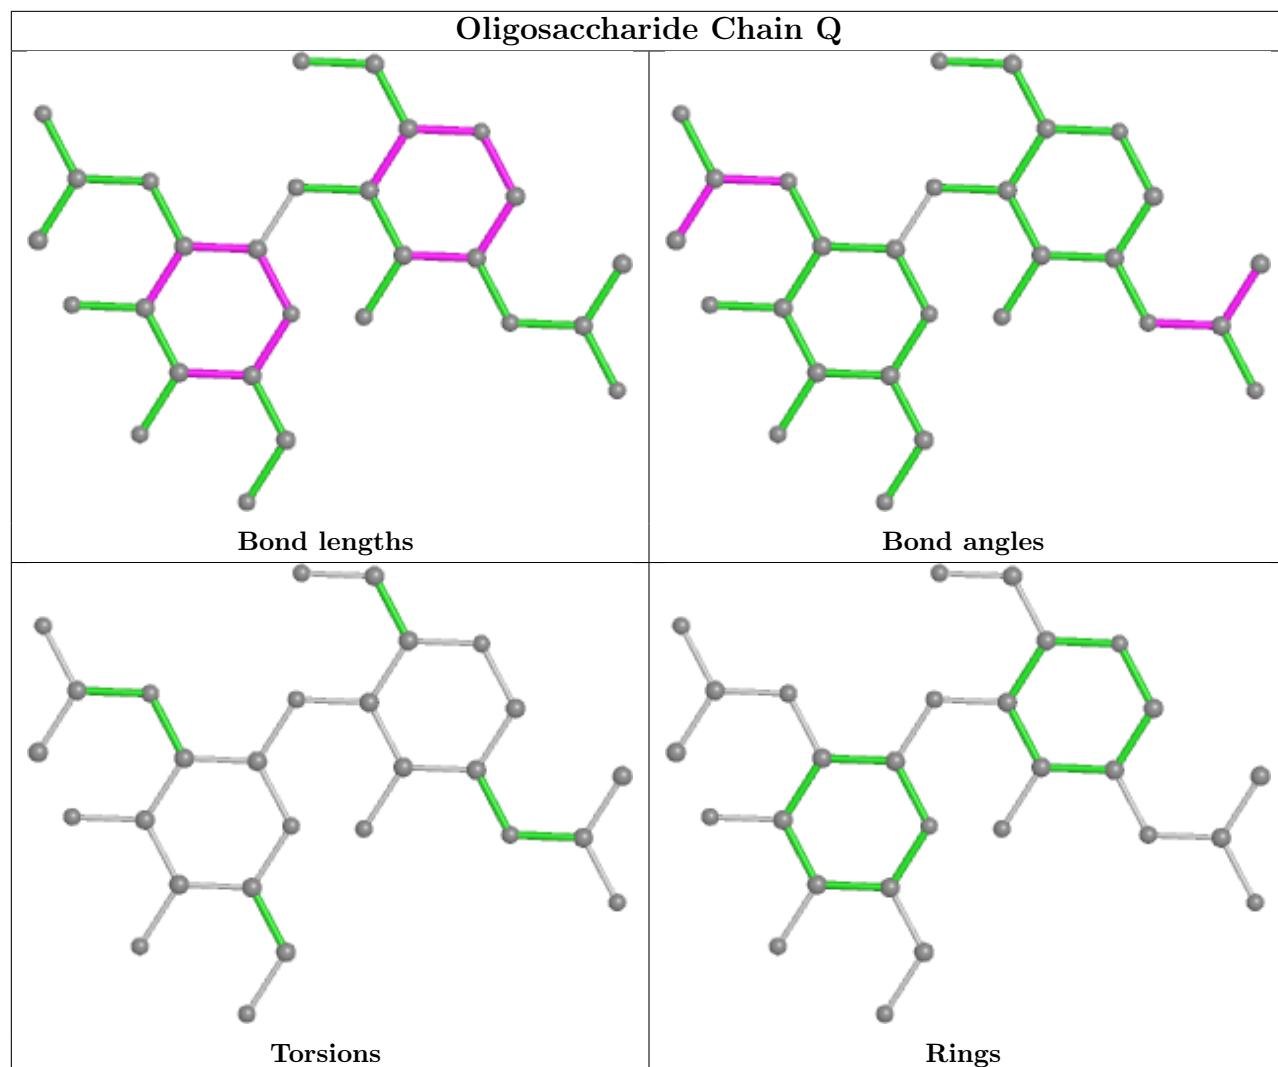 Oligosaccharide Chain Q
Bond lengths
Bond angles
Torsions
Rings